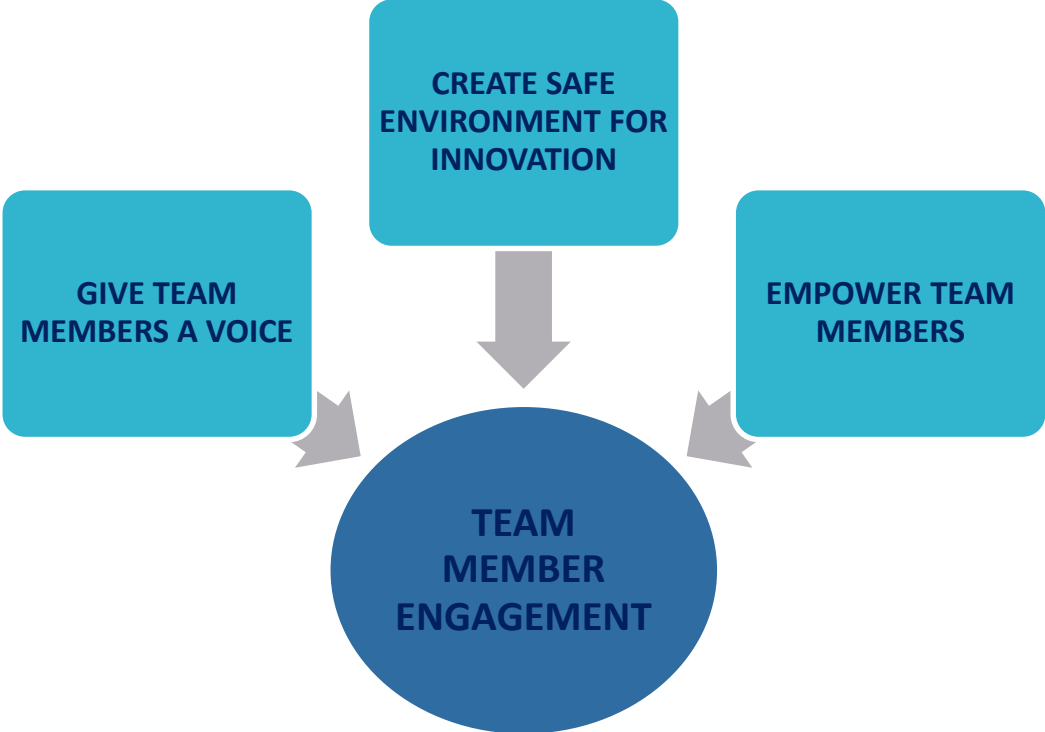 CREATE SAFE
ENVIRONMENT FOR
INNOVATION
GIVE TEAM
MEMBERS A VOICE
EMPOWER TEAM
MEMBERS
TEAM
MEMBER
ENGAGEMENT